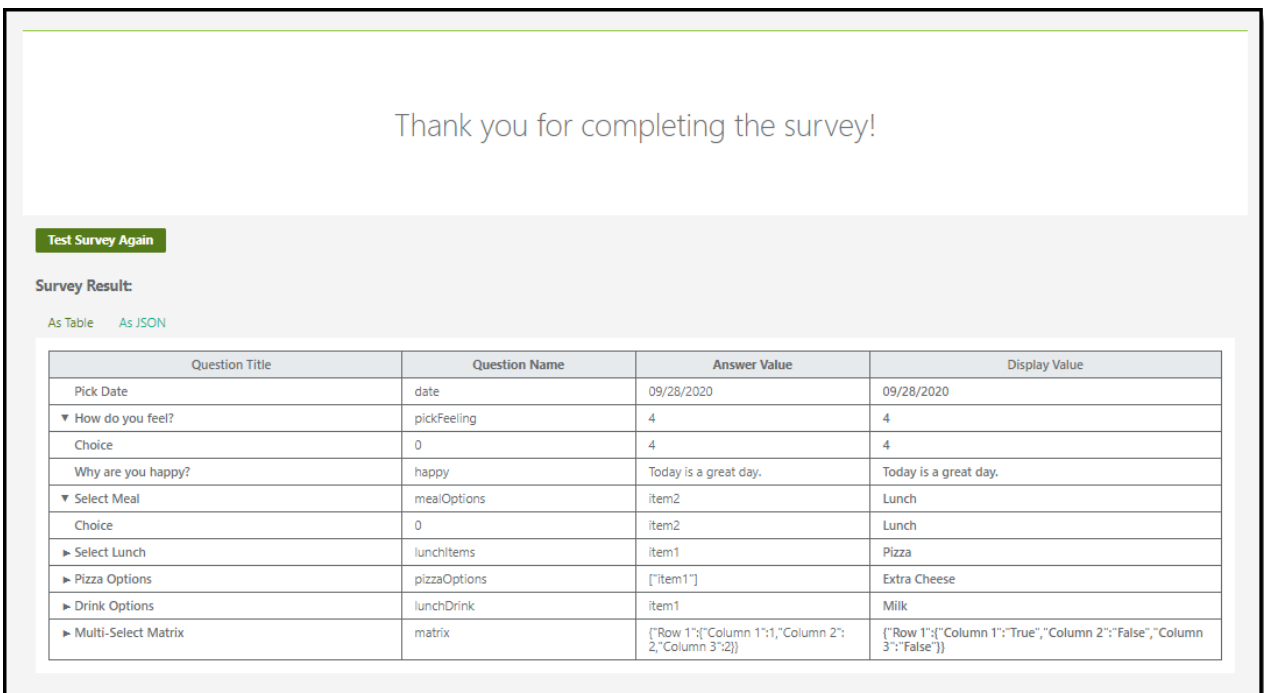 Thank you for completing the survey!
Test Survey Again
Survey Result:
As Table As JSON
Question Title Question Name Answer Value Display Value
Pick Date date 09/28/2020 09/28/2020
▼ How do you feel? pickFeeling 4 4
Choice 0 4 4
Why are you happy? happy Today is a great day. Today is a great day.
▼ Select Meal mealOptions item2 Lunch
Choice 0 item2 Lunch
► Select Lunch lunchItems item1 Pizza
► Pizza Options pizzaOptions ["item1"] Extra Cheese
► Drink Options lunchDrink item1 Milk
► Multi-Select Matrix matrix {"Row 1":{"Column 1":1,"Column 2": {"Row 1":{"Column 1":"True","Column 2":"False","Column
2,"Column 3":2}} 3":"False"}}